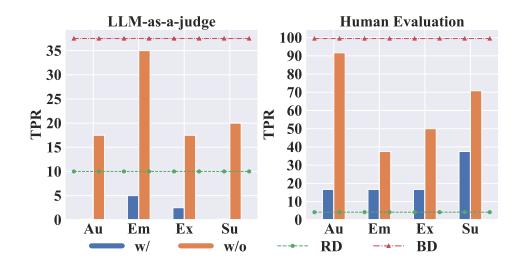 LLM-as-a-judge
TPR
35
30
25
20
15
10
5
0
Au Em Ex Su
Human Evaluation
TPR
100
90
80
70
60
50
40
30
20
10
0
Au Em Ex Su
w/ w/o RD BD